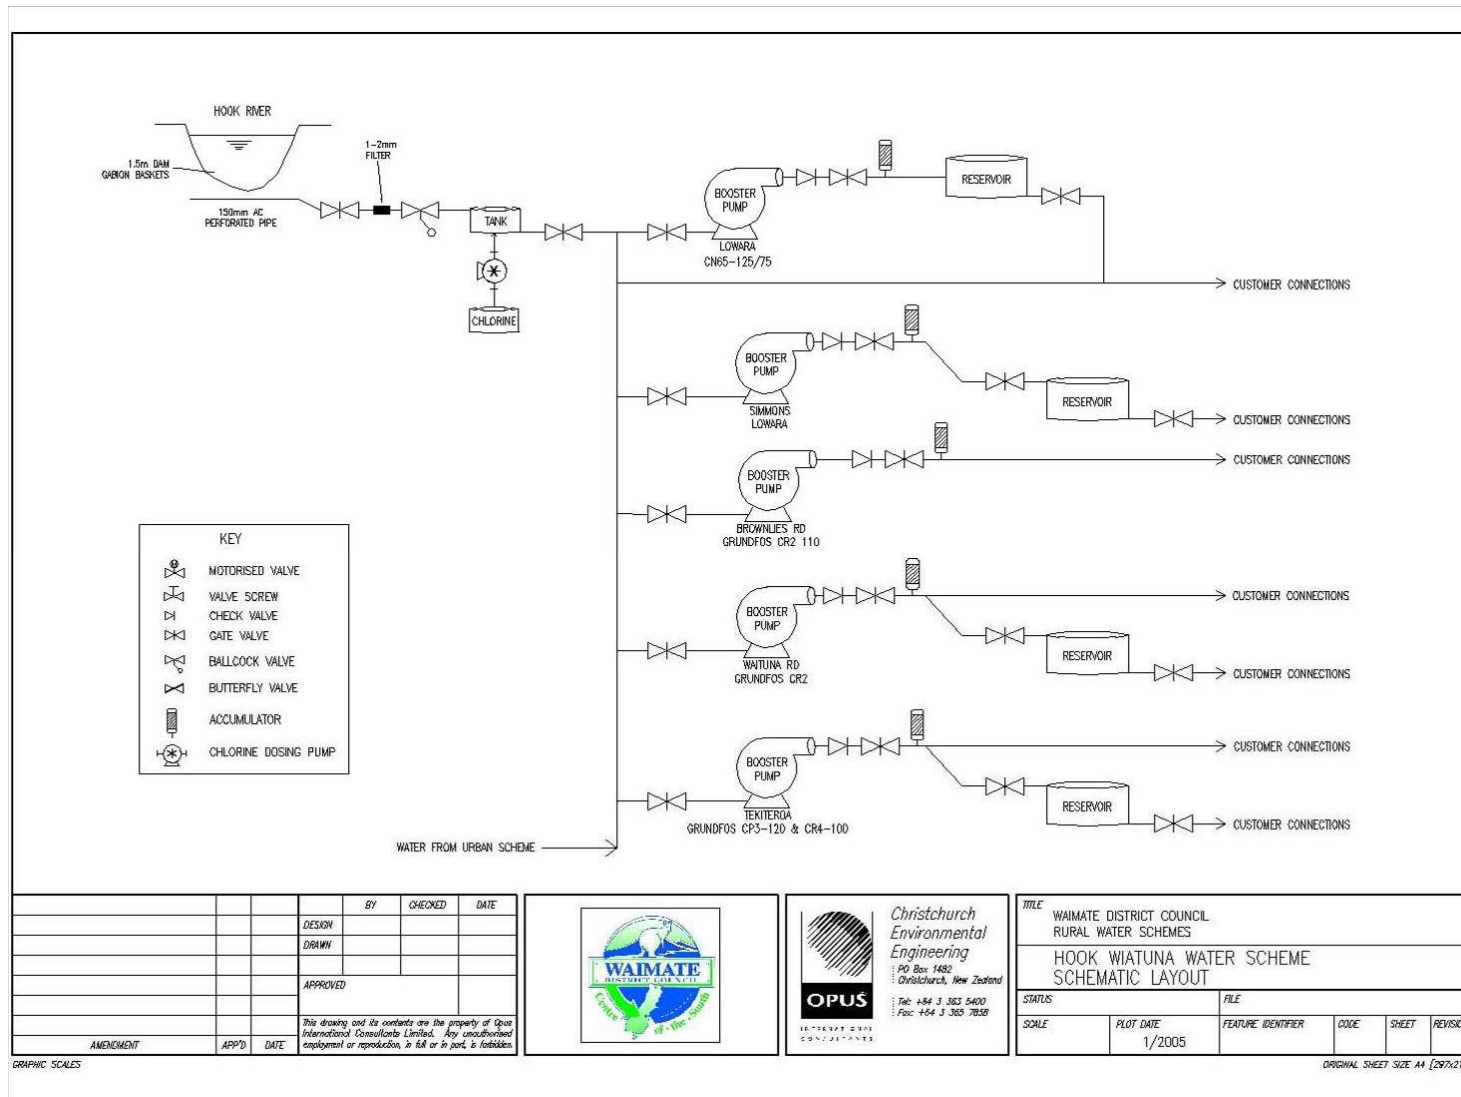 HOOK RIVER
1.5m DAM
GABION BASKETS
150mm AC
PERFORATED PIPE
1-2mm
FILTER
TANK
CHLORINE
BOOSTER
PUMP
LOWARA
CN65-125/75
RESERVOIR
CUSTOMER CONNECTIONS
BOOSTER
PUMP
SIMMONS
LOWARA
RESERVOIR
CUSTOMER CONNECTIONS
CUSTOMER CONNECTIONS
BOOSTER
PUMP
BROWNLIES RD
GRUNDFOS CR2 110
CUSTOMER CONNECTIONS
BOOSTER
PUMP
WAITUNA RD
GRUNDFOS CR2
RESERVOIR
CUSTOMER CONNECTIONS
CUSTOMER CONNECTIONS
BOOSTER
PUMP
TEKITEROA
GRUNDFOS CP3-120 & CR4-100
RESERVOIR
CUSTOMER CONNECTIONS
WATER FROM URBAN SCHEME
KEY
MOTORISED VALVE
VALVE SCREW
CHECK VALVE
GATE VALVE
BALLCOCK VALVE
BUTTERFLY VALVE
ACCUMULATOR
CHLORINE DOSING PUMP
AMENDMENT APP'D DATE
BY CHECKED DATE
DESIGN
DRAWN
APPROVED
This drawing and its contents are the property of Opus
International Consultants Limited. Any unauthorised
employment or reproduction, in full or in part, is forbidden.
WAIMATE
DISTRICT COUNCIL
Centre of the South
OPUS
INTERNATIONAL
CONSULTANTS
Christchurch
Environmental
Engineering
PO Box 1482
Christchurch, New Zealand
Tel: +64 3 363 5400
Fax: +64 3 365 7858
TITLE
WAIMATE DISTRICT COUNCIL
RURAL WATER SCHEMES
HOOK WIATUNA WATER SCHEME
SCHEMATIC LAYOUT
STATUS FILE
SCALE PLOT DATE FEATURE IDENTIFIER CODE SHEET
1/2005
GRAPHIC SCALES
ORIGINAL SHEET SIZE A4